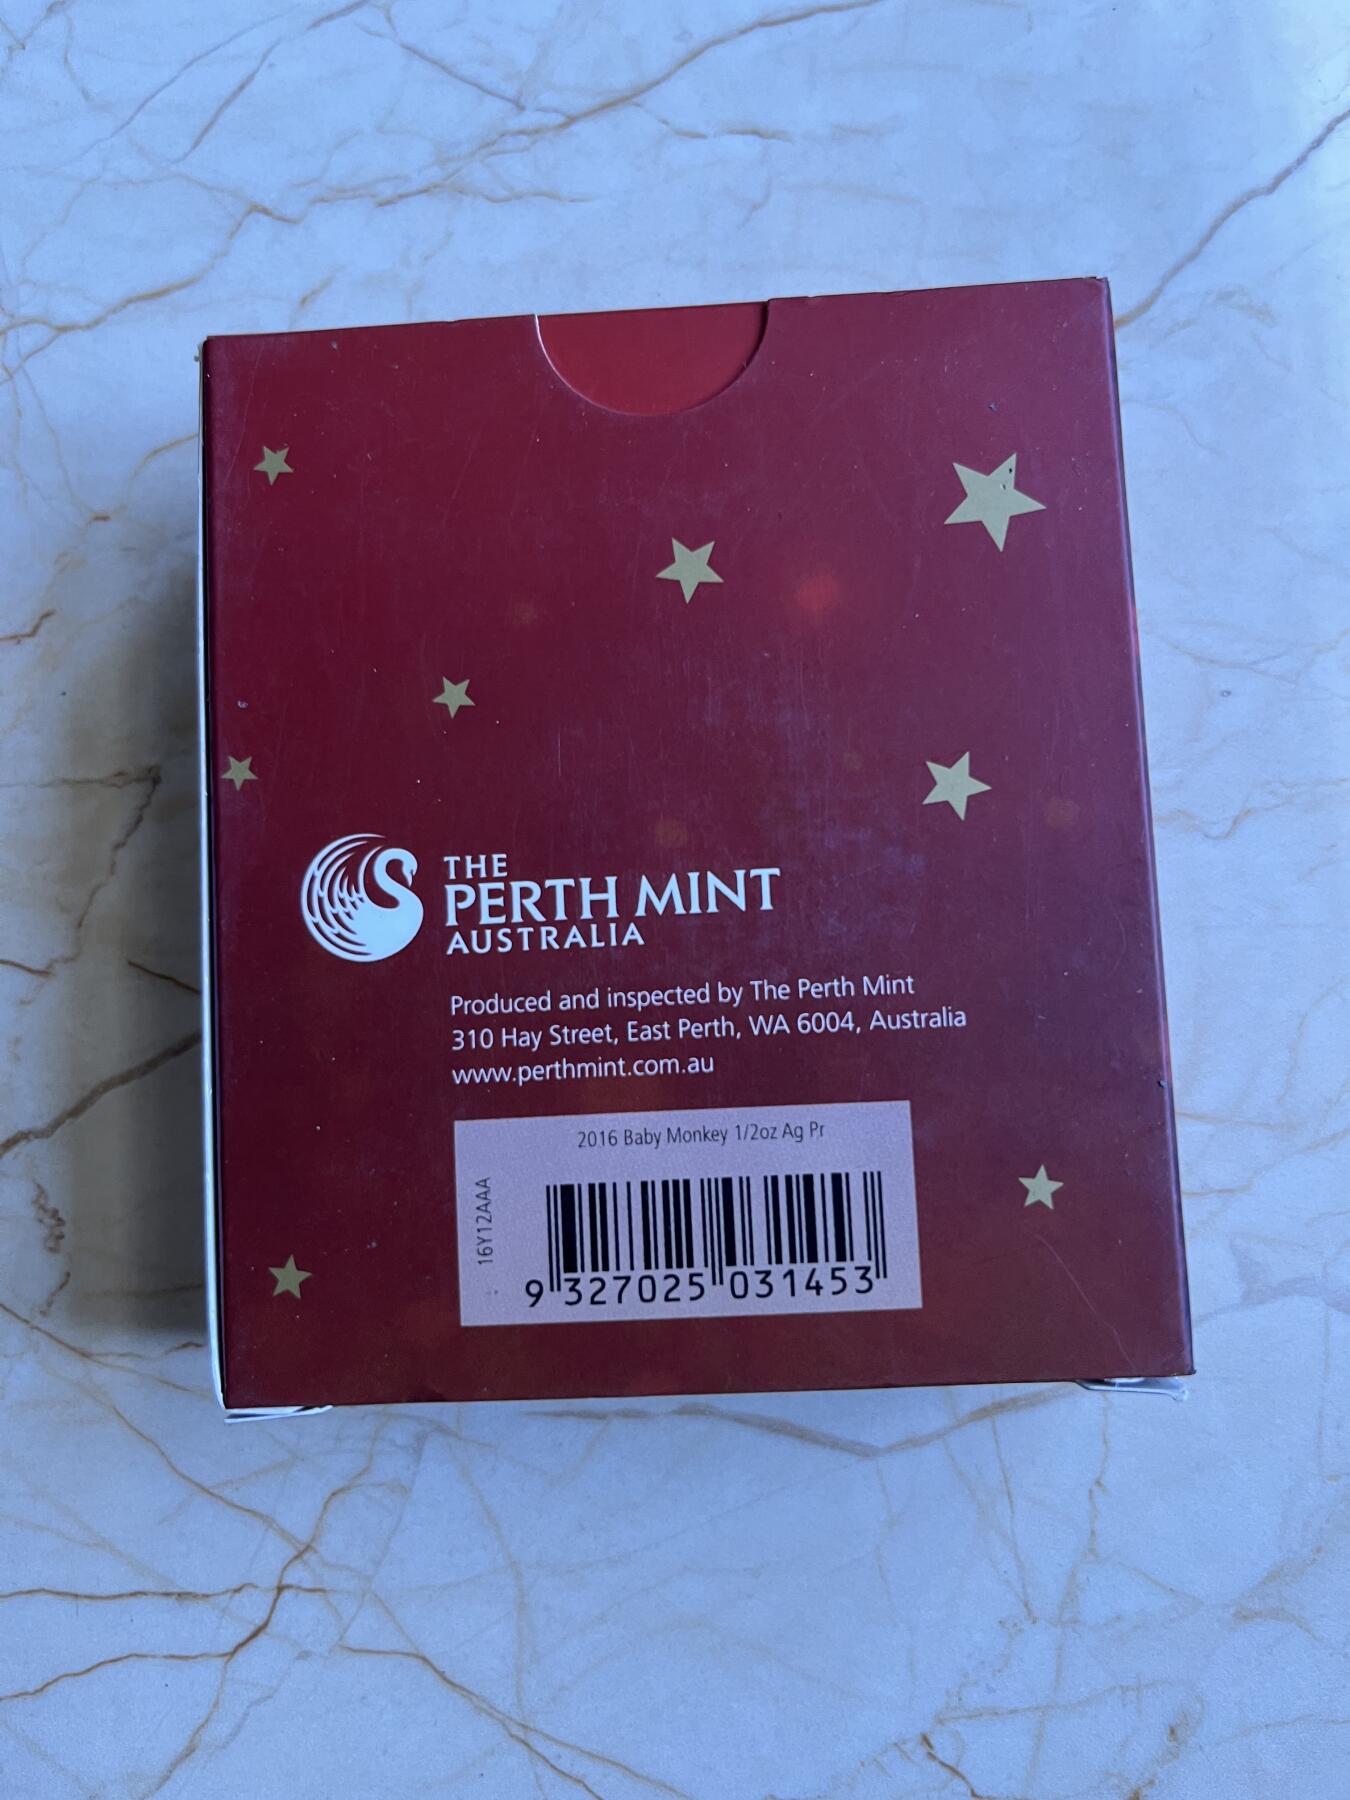 THE
PERTH MINT
AUSTRALIA
Produced and inspected by The Perth Mint
310 Hay Street, East Perth, WA 6004, Australia
www.perthmint.com.au
2016 Baby Monkey 1/2oz Ag Pr
16Y12AAA
9 327025 031453